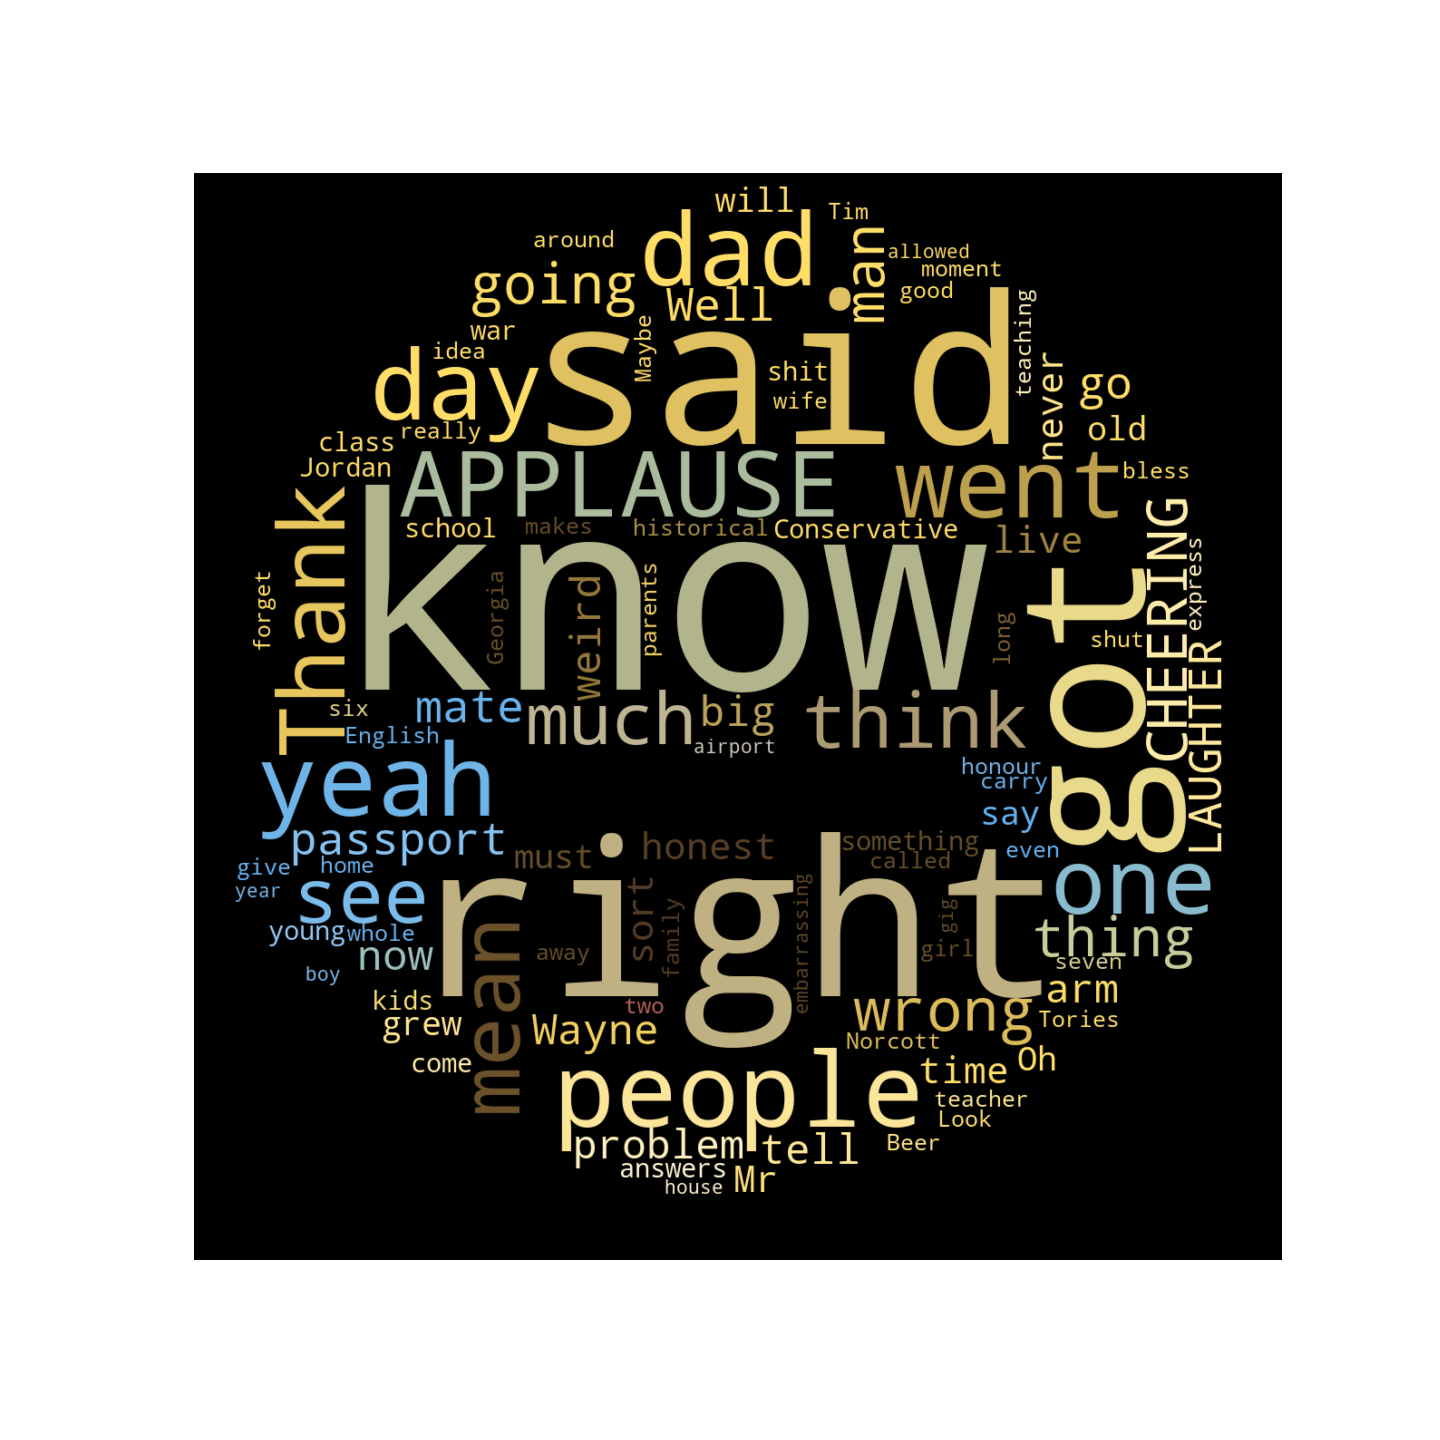 will
Tim
around
dad
man
allowed
moment
going
Well
good
war
Maybe
said
teaching
idea
day
shit
wife
never
go
really
old
class
Jordan
APPLAUSE
went
bless
Thank
know
school
makes
historical
Conservative
live
CHEERING
express
forget
Georgia
weird
parents
long
got
shut
LAUGHTER
six
mate
much
big
think
English
airport
yeah
honour
carry
say
passport
must
right
honest
something
called
even
give
home
year
see
one
sort
family
embarrassing
gig
girl
young
whole
now
mean
away
thing
seven
boy
kids
two
arm
grew
Wayne
wrong
Tories
Norcott
come
people
time
Oh
teacher
Look
problem
tell
Beer
answers
Mr
house